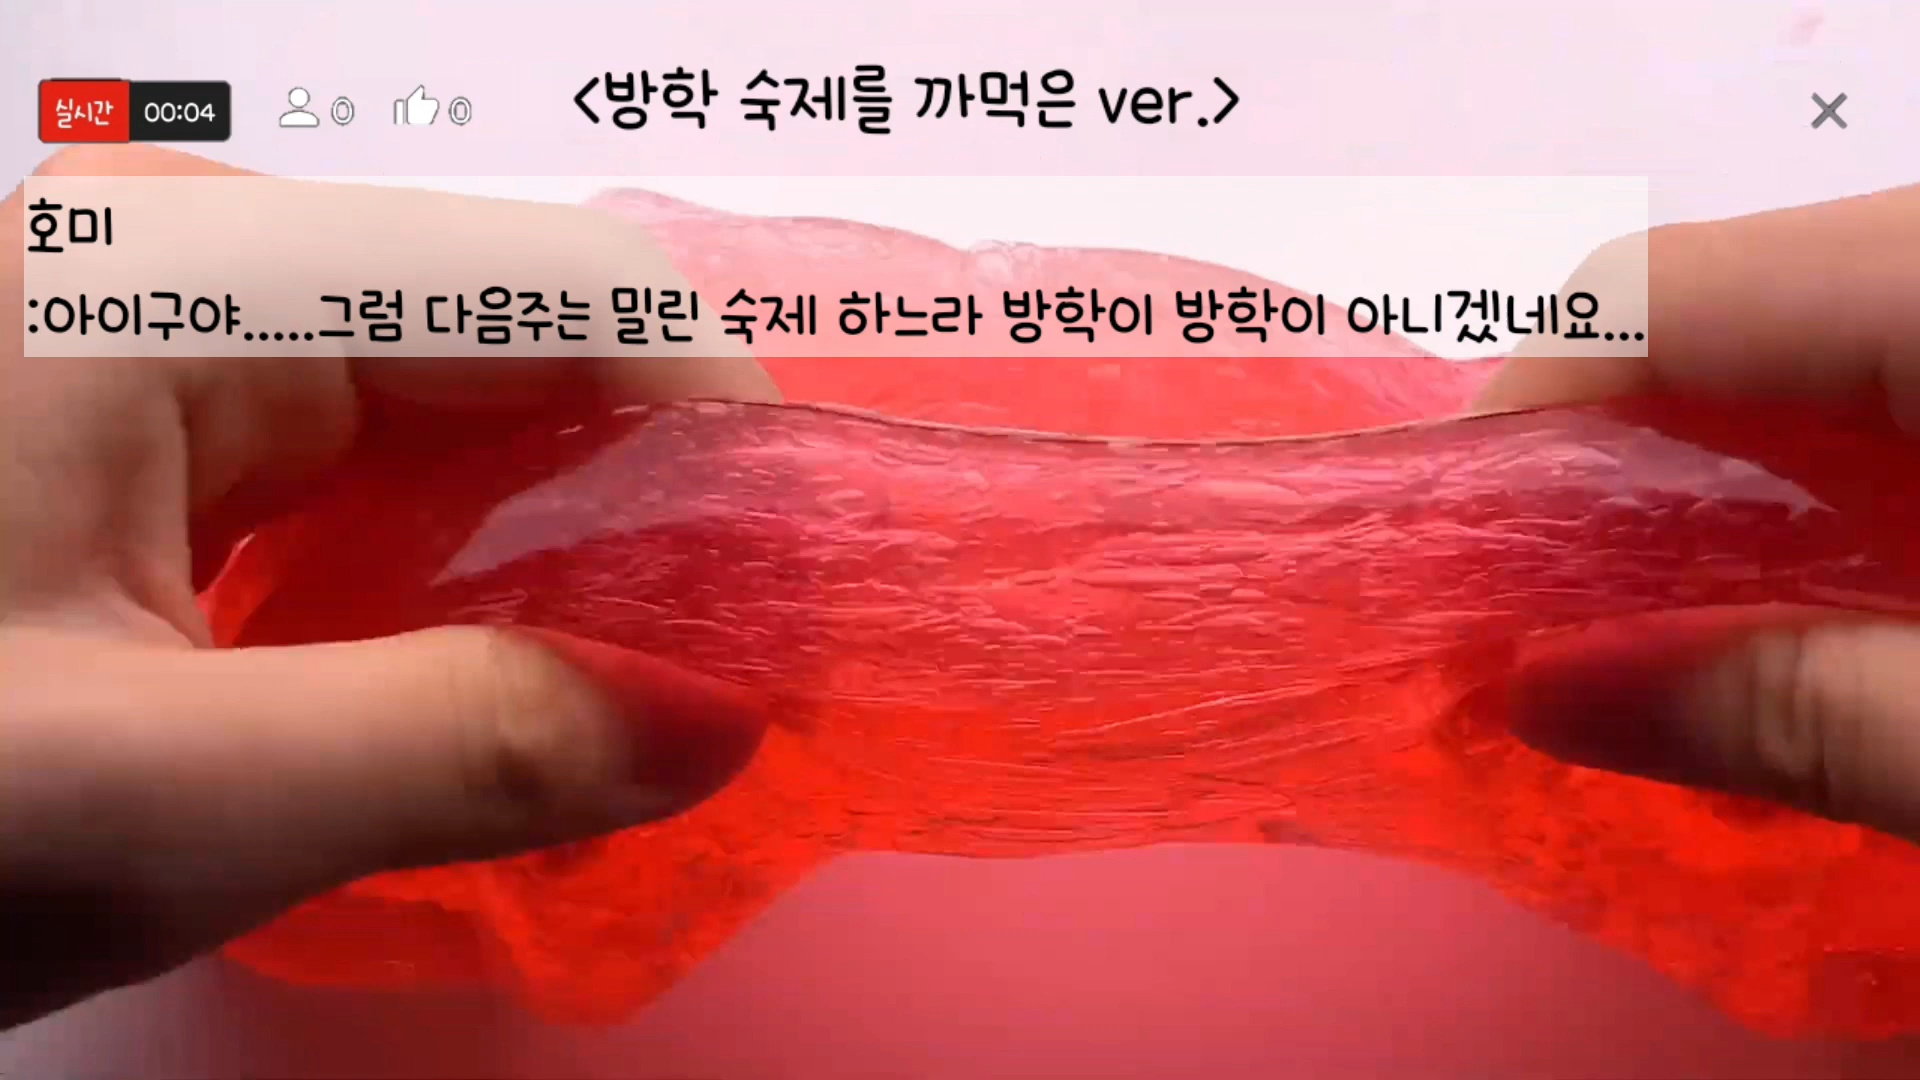 <방학 숙제를 까먹은 ver.>
실시간 00:04 0 0
호미
:아이구야.....그럼 다음주는 밀린 숙제 하느라 방학이 방학이 아니겠네요...